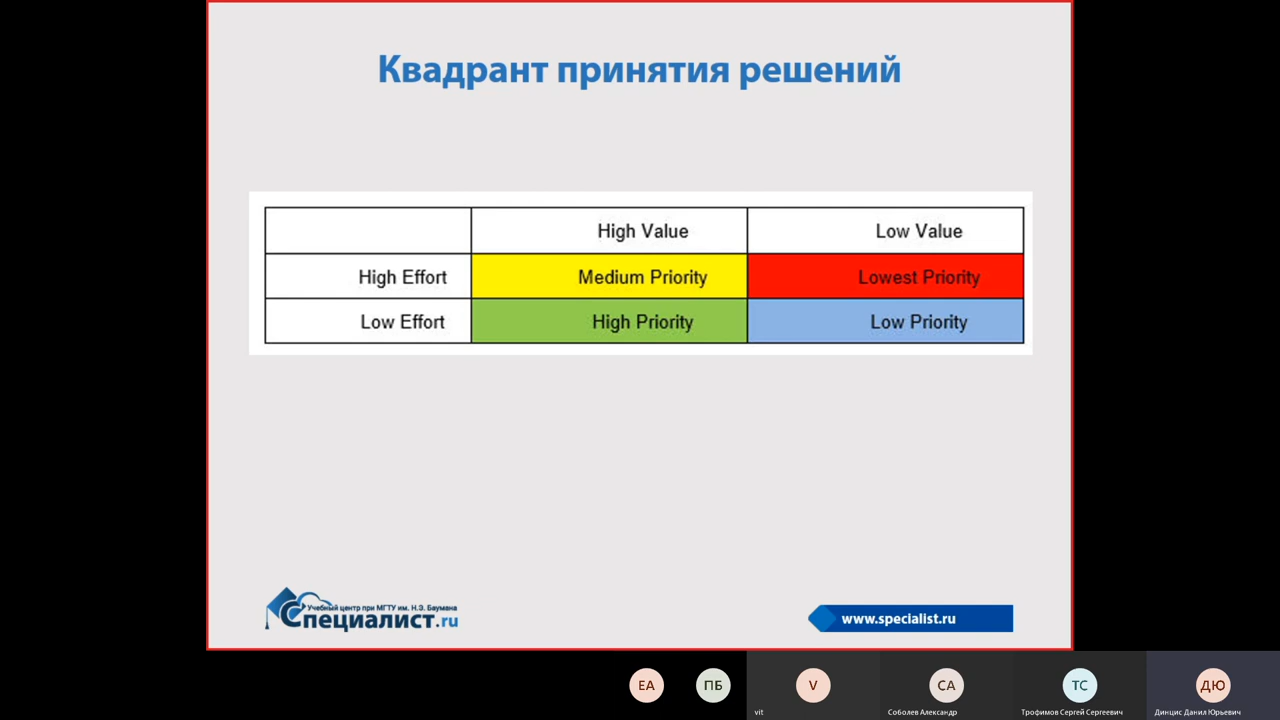 Квадрант принятия решений
High Value Low Value
High Effort Medium Priority Lowest Priority
Low Effort High Priority Low Priority
Учебный центр при МГТУ им. Н.Э. Баумана
Специалист.ru
www.specialist.ru
ЕА ПБ V СА ТС ДЮ
vit Соболев Александр Трофимов Сергей Сергеевич Динцис Данил Юрьевич